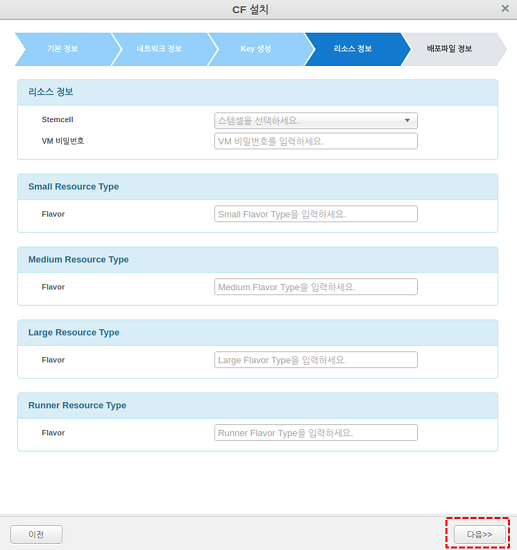 CF 설치
×
기본 정보
네트워크 정보
Key 생성
리소스 정보
배포파일 정보
리소스 정보
Stemcell
스템셀을 선택하세요.
VM 비밀번호
VM 비밀번호를 입력하세요.
Small Resource Type
Flavor
Small Flavor Type을 입력하세요.
Medium Resource Type
Flavor
Medium Flavor Type을 입력하세요.
Large Resource Type
Flavor
Large Flavor Type을 입력하세요.
Runner Resource Type
Flavor
Runner Flavor Type을 입력하세요.
이전
다음>>